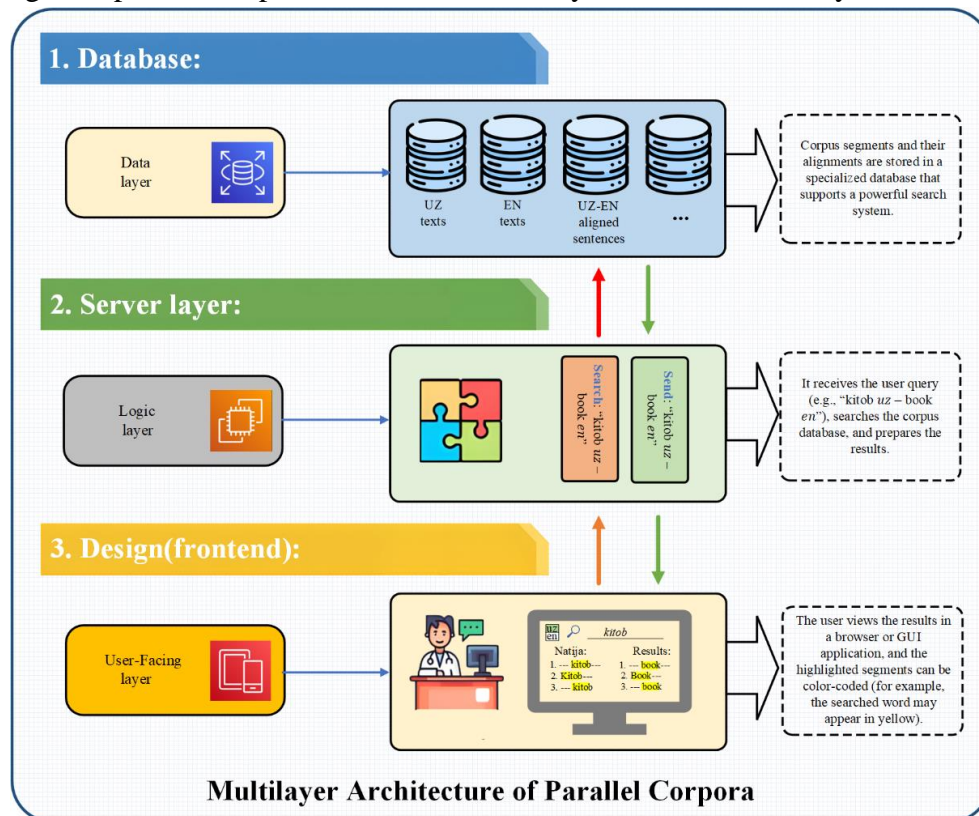 1. Database:
Data
layer
UZ
texts
EN
texts
UZ-EN
aligned
sentences
...
Corpus segments and their
alignments are stored in a
specialized database that
supports a powerful search
system.
2. Server layer:
Logic
layer
Search: “kitob uz –
book en”
Send: “kitob uz –
book en”
It receives the user query
(e.g., “kitob uz – book
en”), searches the corpus
database, and prepares the
results.
3. Design(frontend):
User-Facing
layer
uz
en
kitob
Natija:
1. --- kitob---
2. Kitob---
3. --- kitob
Results:
1. --- book---
2. Book---
3. --- book
The user views the results in
a browser or GUI
application, and the
highlighted segments can be
color-coded (for example,
the searched word may
appear in yellow).
Multilayer Architecture of Parallel Corpora